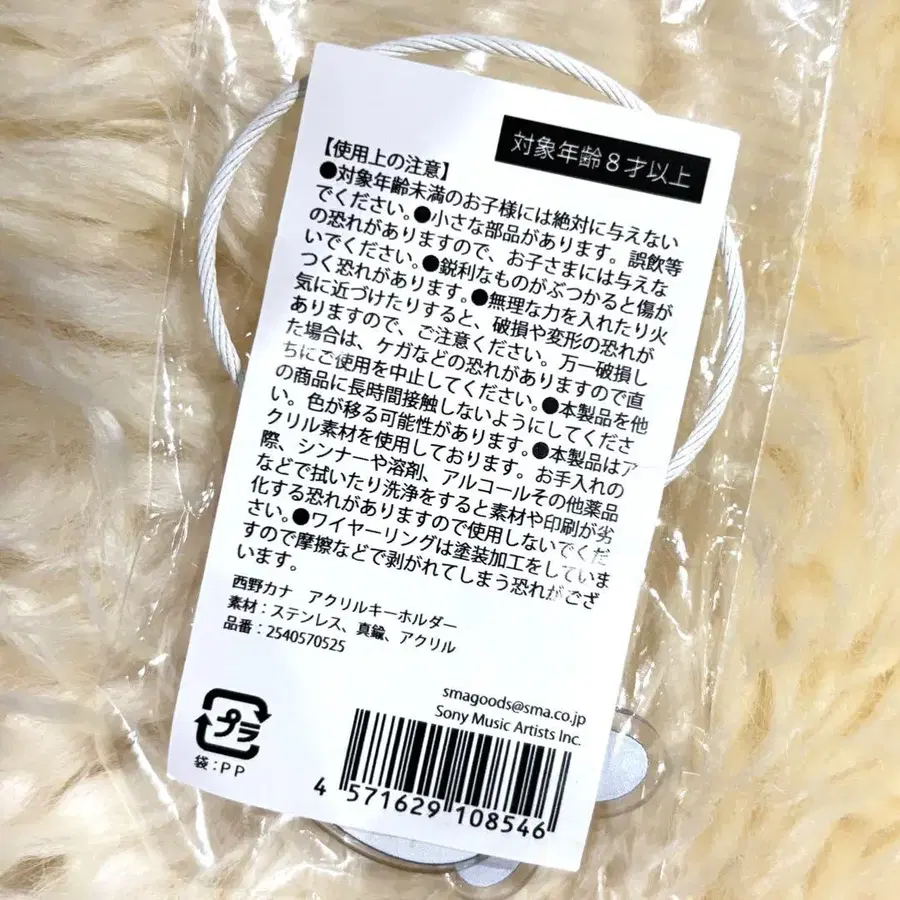 対象年齢8才以上
【使用上の注意】
●対象年齢未満のお子様には絶対に与えない
でください。●小さな部品があります。誤飲等
の恐れがありますので、お子さまには与えな
いでください。●鋭利なものがぶつかると傷が
つく恐れがあります。●無理な力を入れたり火
気に近づけたりすると、破損や変形の恐れが
ありますので、ご注意ください。万一破損し
た場合は、ケガなどの恐れがありますので直
ちにご使用を中止してください。●本製品を他
の商品に長時間接触しないようにしてくださ
い。色が移る可能性があります。●本製品はア
クリル素材を使用しております。お手入れの
際、シンナーや溶剤、アルコールその他薬品
などで拭いたり洗浄をすると素材や印刷が劣
化する恐れがありますので使用しないでくだ
さい。●ワイヤーリングは塗装加工をしていま
すので摩擦などで剥がれてしまう恐れがござ
います。
西野カナ　アクリルキーホルダー
素材：ステンレス、真鍮、アクリル
品番：2540570525
smagoods@sma.co.jp
Sony Music Artists Inc.
プラ
袋：PP
4 571629 108546